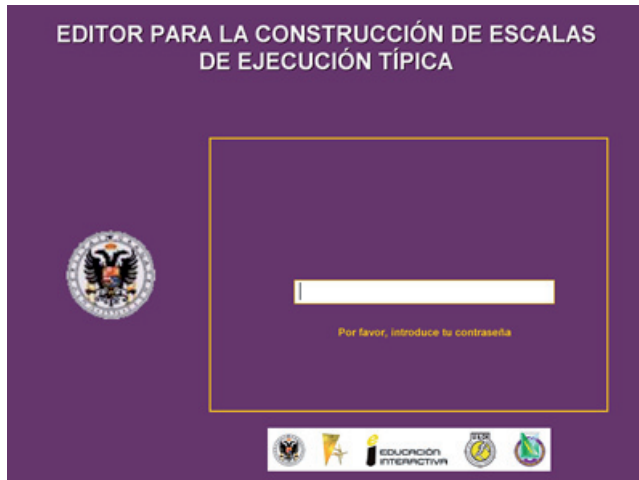 EDITOR PARA LA CONSTRUCCIÓN DE ESCALAS
DE EJECUCIÓN TÍPICA
Por favor, introduce tu contraseña
EDUCACIÓN
INTERACTIVA